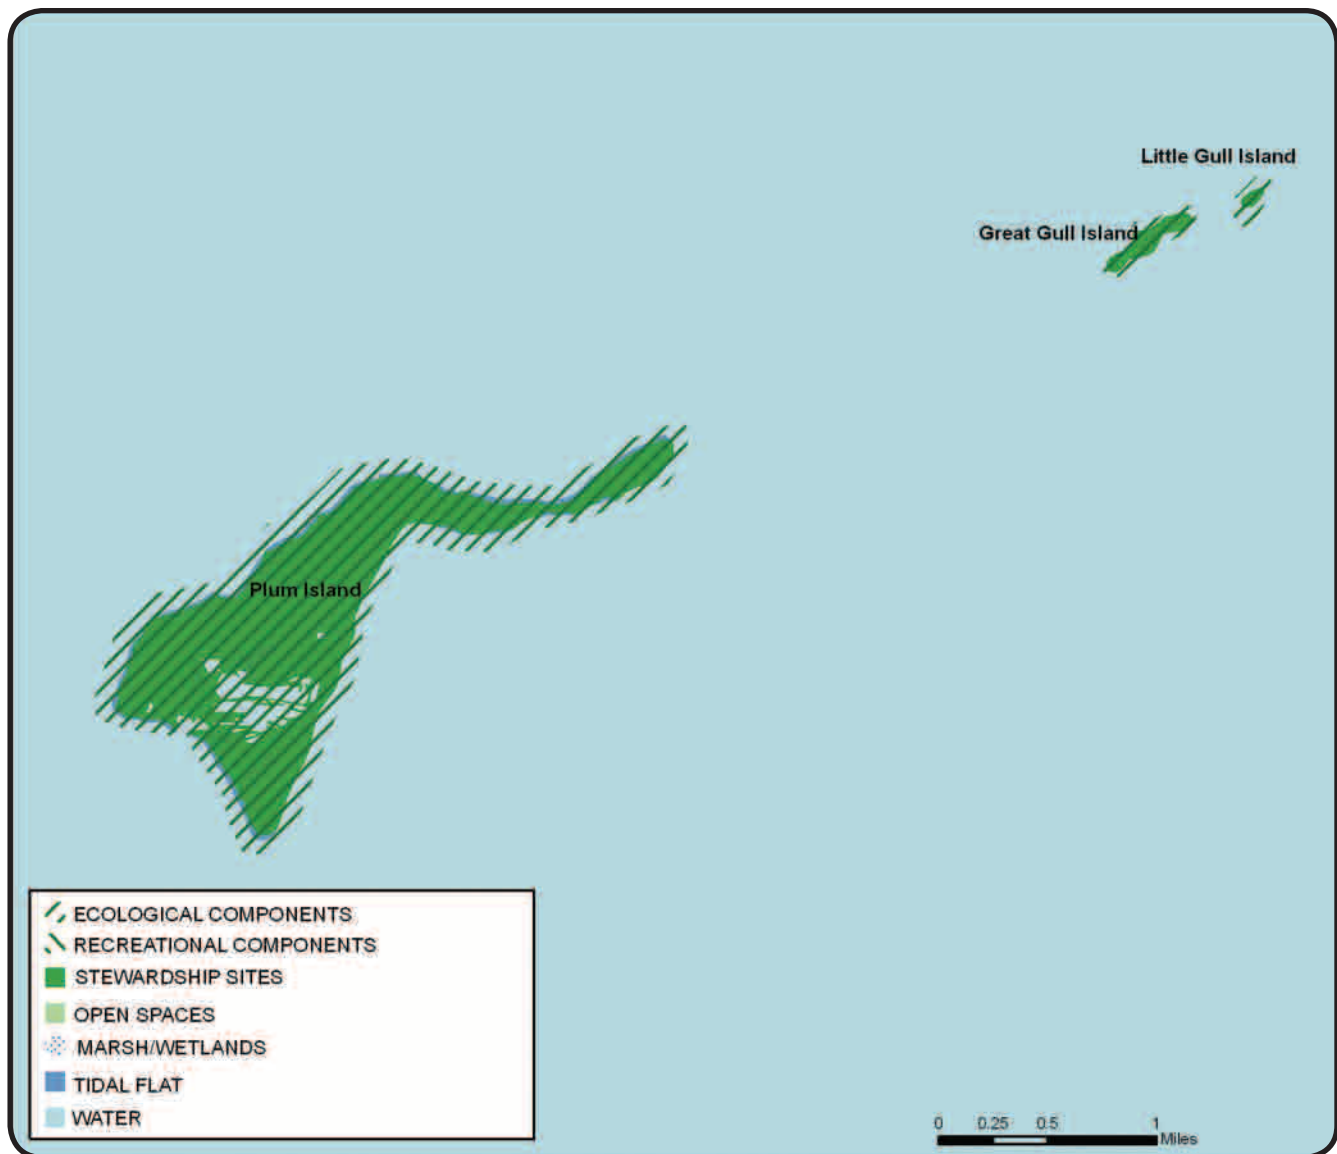 Little Gull Island
Great Gull Island
Plum Island
ECOLOGICAL COMPONENTS
RECREATIONAL COMPONENTS
STEWARDSHIP SITES
OPEN SPACES
MARSH/WETLANDS
TIDAL FLAT
WATER
0 0.25 0.5 1
Miles